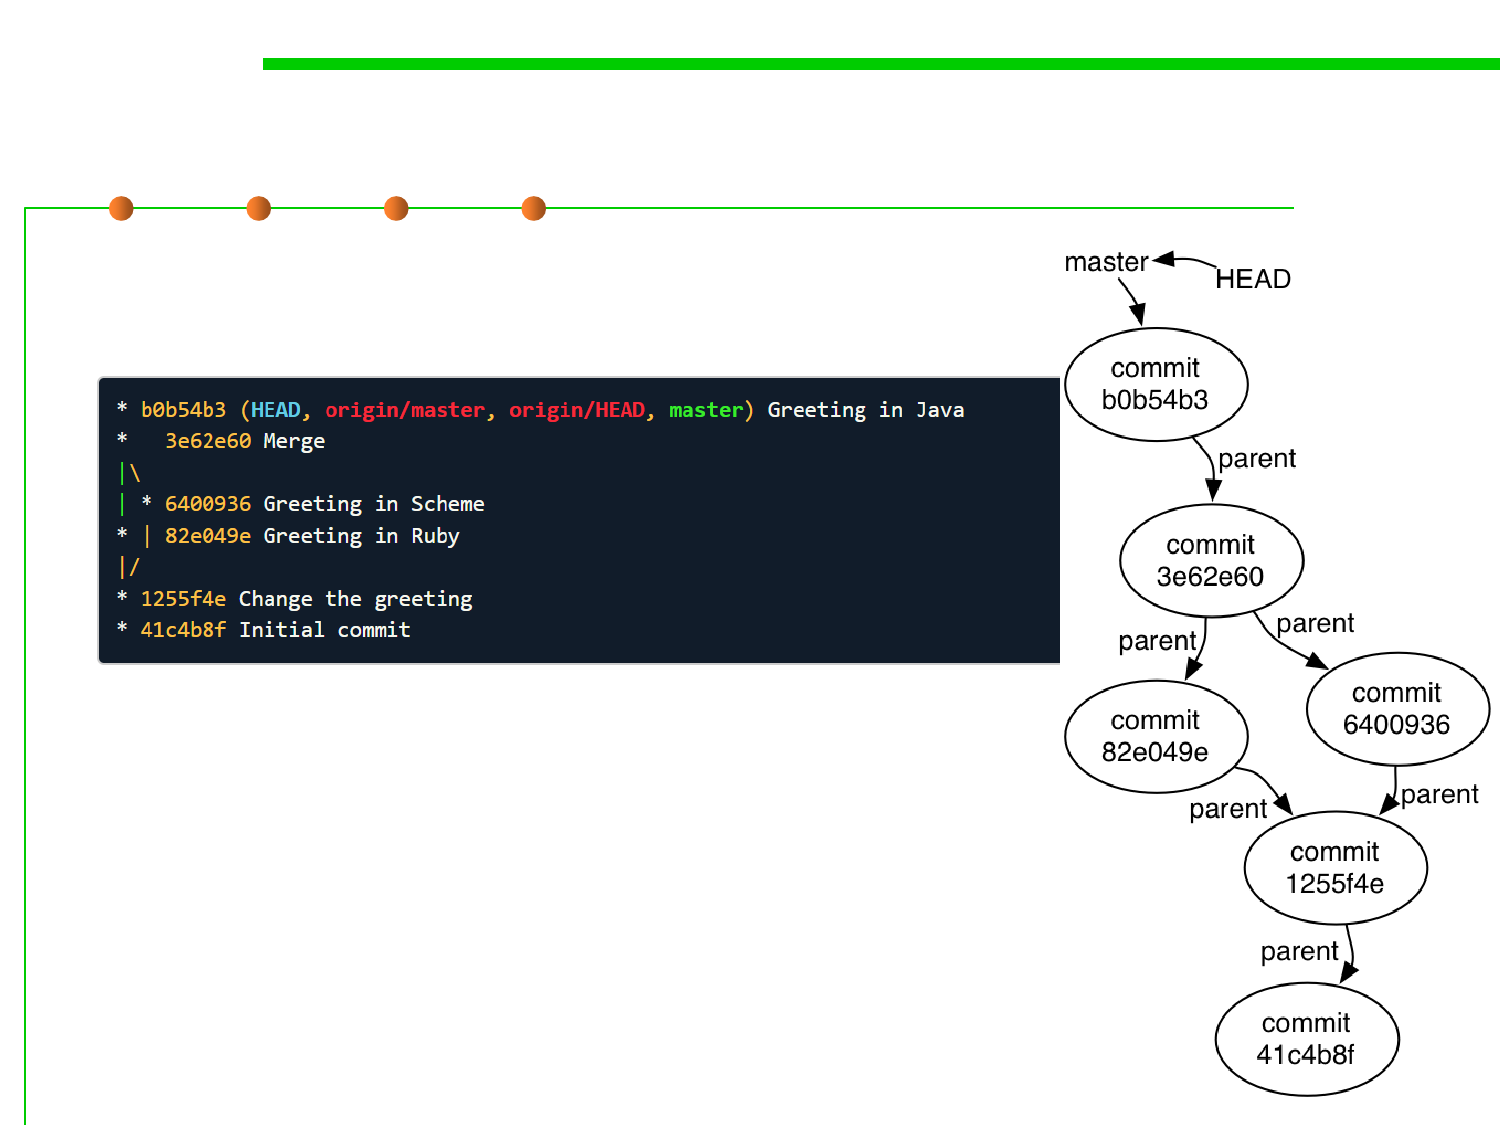 * b0b54b3 (HEAD, origin/master, origin/HEAD, master) Greeting in Java
*   3e62e60 Merge
|\
| * 6400936 Greeting in Scheme
* | 82e049e Greeting in Ruby
|/
* 1255f4e Change the greeting
* 41c4b8f Initial commit
master
HEAD
commit
b0b54b3
parent
commit
3e62e60
parent
parent
commit
82e049e
commit
6400936
parent
parent
commit
1255f4e
parent
commit
41c4b8f